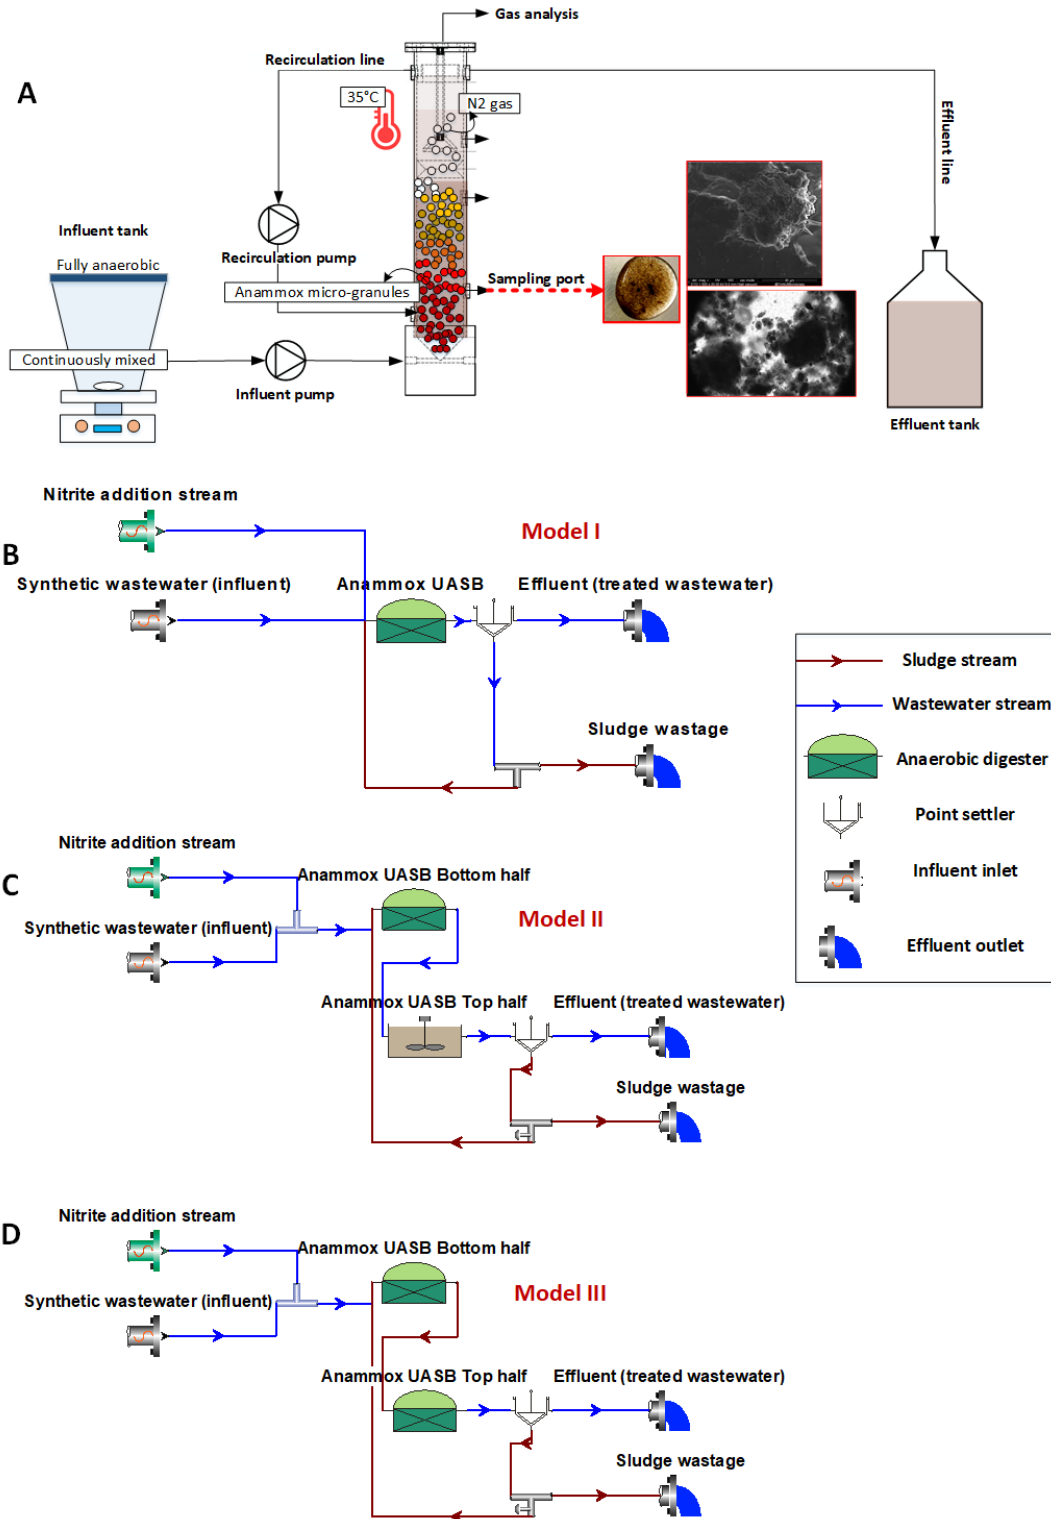 Gas analysis
Recirculation line
A
35°C
N2 gas
Effluent line
Influent tank
Fully anaerobic
Recirculation pump
Sampling port
Anammox micro-granules
Continuously mixed
Influent pump
Effluent tank
Nitrite addition stream
Model I
B
Synthetic wastewater (influent)
Anammox UASB
Effluent (treated wastewater)
Sludge stream
Wastewater stream
Sludge wastage
Anaerobic digester
Point settler
Nitrite addition stream
C
Anammox UASB Bottom half
Influent inlet
Model II
Synthetic wastewater (influent)
Effluent outlet
Anammox UASB Top half
Effluent (treated wastewater)
Sludge wastage
Nitrite addition stream
D
Anammox UASB Bottom half
Model III
Synthetic wastewater (influent)
Anammox UASB Top half
Effluent (treated wastewater)
Sludge wastage